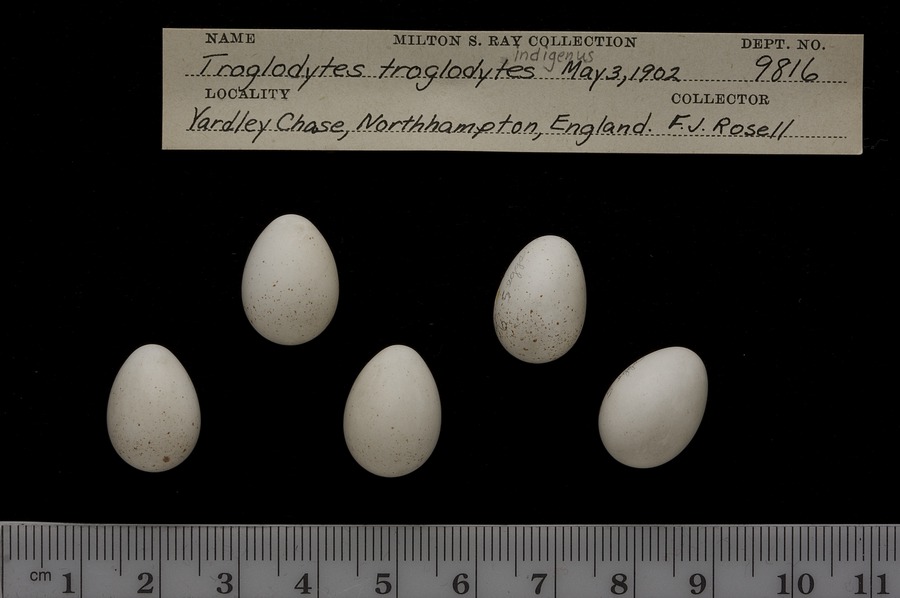 NAME MILTON S. RAY COLLECTION DEPT. NO.
indigenus
Troglodytes troglodytes May 3, 1902 9816
LOCALITY COLLECTOR
Yardley Chase, Northhampton, England. F.J. Rosell
cm 1 2 3 4 5 6 7 8 9 10 11